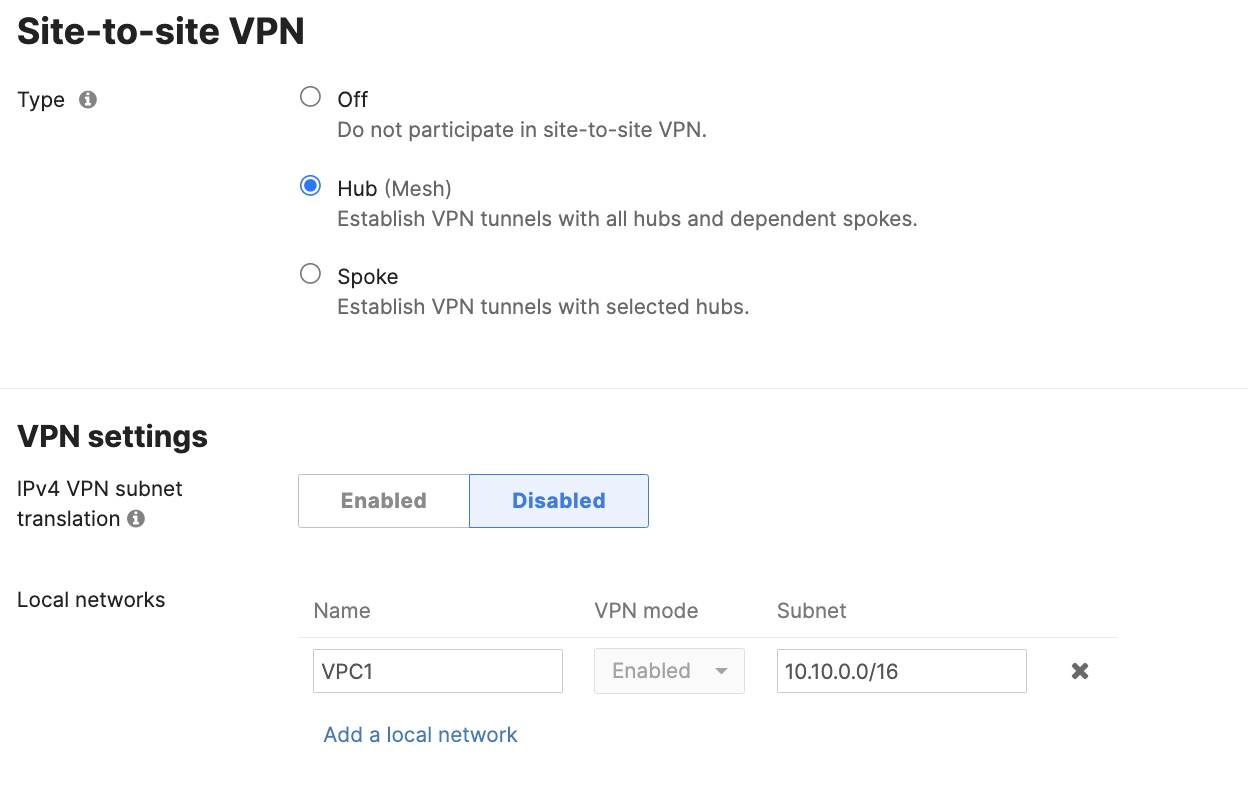 Site-to-site VPN
Type
Off
Do not participate in site-to-site VPN.
Hub (Mesh)
Establish VPN tunnels with all hubs and dependent spokes.
Spoke
Establish VPN tunnels with selected hubs.
VPN settings
IPv4 VPN subnet
translation
Enabled Disabled
Local networks
Name VPN mode Subnet
VPC1 Enabled 10.10.0.0/16
Add a local network